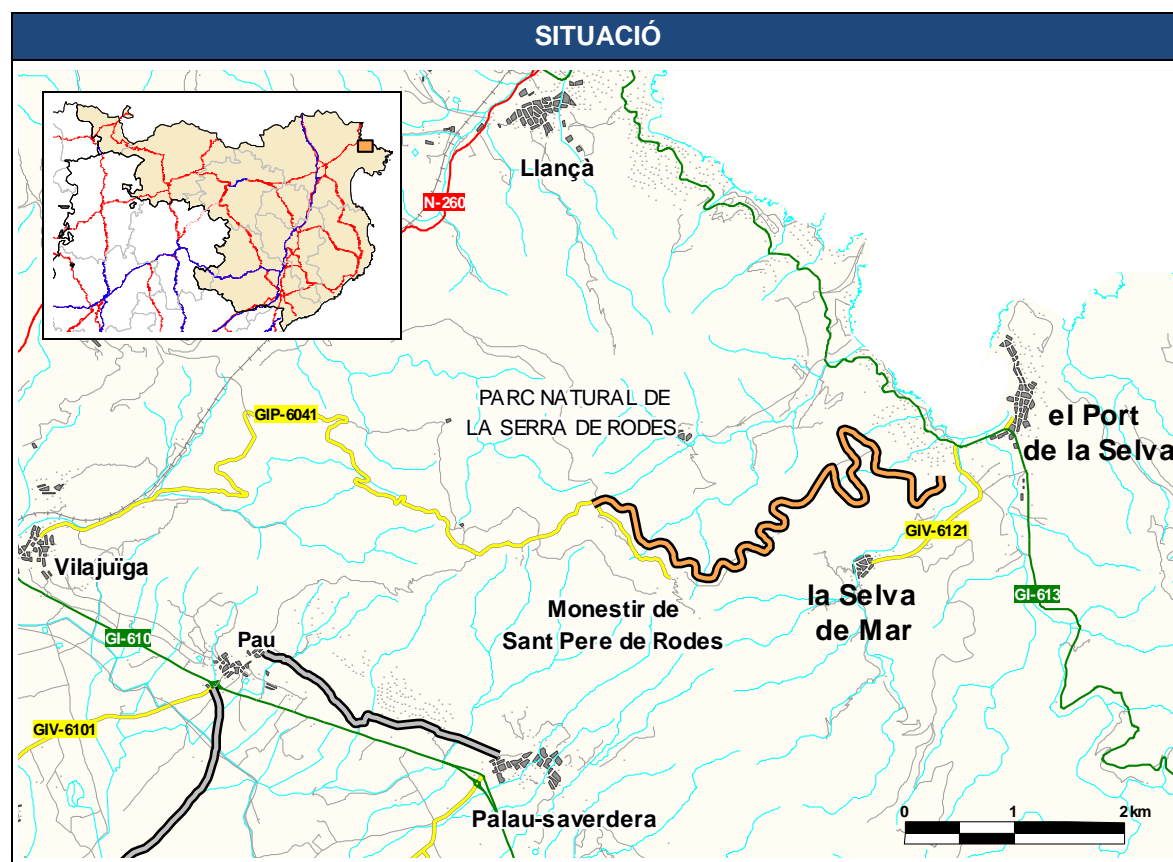 SITUACIÓ
Llançà
N-260
PARC NATURAL DE
LA SERRA DE RODES
GIP-6041
el Port
de la Selva
GIV-6121
Vilajuïga
la Selva
de Mar
GI-613
Monestir de
Sant Pere de Rodes
GI-610
Pau
GIV-6101
Palau-saverdera
0 1 2 km